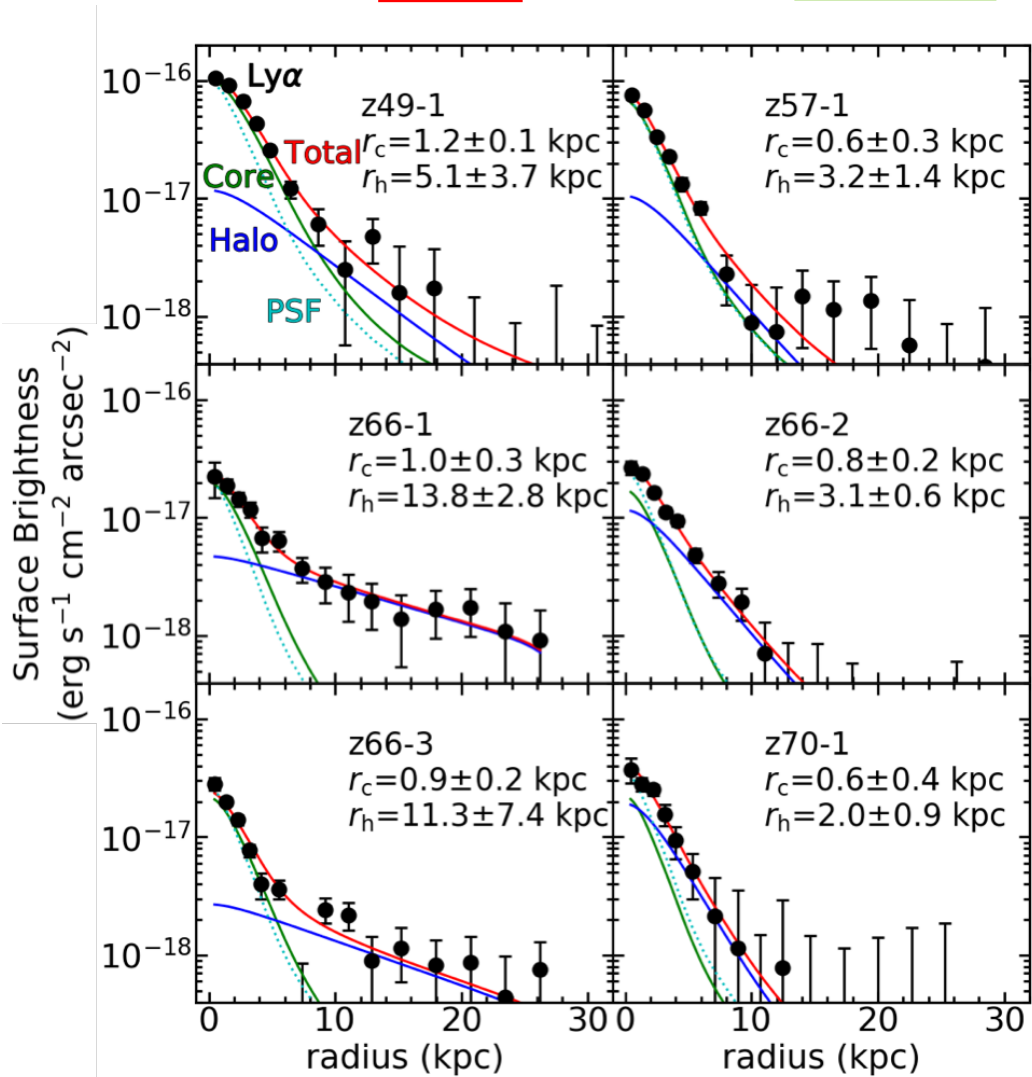 Surface Brightness
(erg s⁻¹ cm⁻² arcsec⁻²)
10⁻¹⁶
10⁻¹⁷
10⁻¹⁸
Lyα
Total
Core
Halo
PSF
z49-1
r_c=1.2±0.1 kpc
r_h=5.1±3.7 kpc
z57-1
r_c=0.6±0.3 kpc
r_h=3.2±1.4 kpc
10⁻¹⁶
10⁻¹⁷
10⁻¹⁸
z66-1
r_c=1.0±0.3 kpc
r_h=13.8±2.8 kpc
z66-2
r_c=0.8±0.2 kpc
r_h=3.1±0.6 kpc
10⁻¹⁶
10⁻¹⁷
10⁻¹⁸
z66-3
r_c=0.9±0.2 kpc
r_h=11.3±7.4 kpc
z70-1
r_c=0.6±0.4 kpc
r_h=2.0±0.9 kpc
0 10 20 30
0 10 20 30
radius (kpc)
radius (kpc)